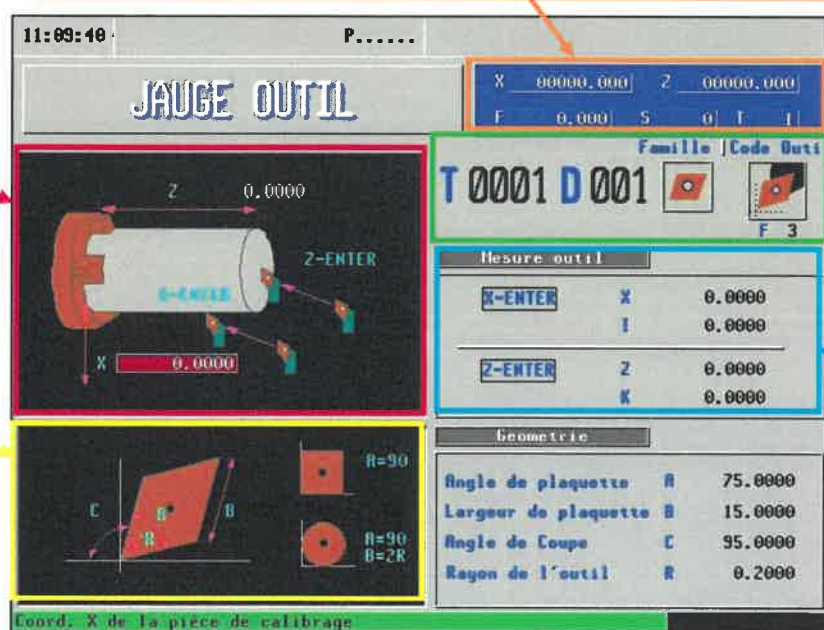 11:09:40
P......
JAUGE OUTIL
X 00000.000 Z 00000.000
F 0.000 S 0 T 1
Famille Code Outi
T 0001 D 001
F 3
Z 0.0000
Z-ENTER
X-ENTER
X 0.0000
Mesure outil
X-ENTER X 0.0000
I 0.0000
Z-ENTER Z 0.0000
K 0.0000
Geometrie
A=90
C A B
R
A=90
B=2R
Angle de plaquette A 75.0000
Largeur de plaquette B 15.0000
Angle de Coupe C 95.0000
Rayon de l'outil R 0.2000
Coord. X de la pièce de calibrage